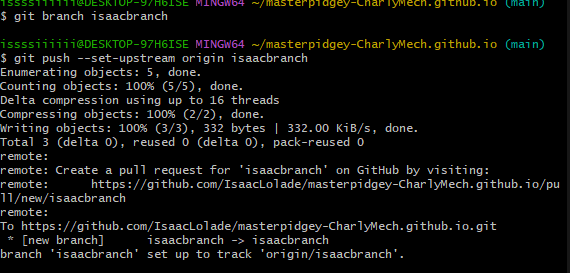 issssiiiiii@DESKTOP-97H6ISE MINGW64 ~/masterpidgey-CharlyMech.github.io (main)
$ git branch isaacbranch
issssiiiiii@DESKTOP-97H6ISE MINGW64 ~/masterpidgey-CharlyMech.github.io (main)
$ git push --set-upstream origin isaacbranch
Enumerating objects: 5, done.
Counting objects: 100% (5/5), done.
Delta compression using up to 16 threads
Compressing objects: 100% (2/2), done.
Writing objects: 100% (3/3), 332 bytes | 332.00 KiB/s, done.
Total 3 (delta 0), reused 0 (delta 0), pack-reused 0
remote:
remote: Create a pull request for 'isaacbranch' on GitHub by visiting:
remote:      https://github.com/IsaacLolade/masterpidgey-CharlyMech.github.io/pu
ll/new/isaacbranch
remote:
To https://github.com/IsaacLolade/masterpidgey-CharlyMech.github.io.git
 * [new branch]      isaacbranch -> isaacbranch
branch 'isaacbranch' set up to track 'origin/isaacbranch'.